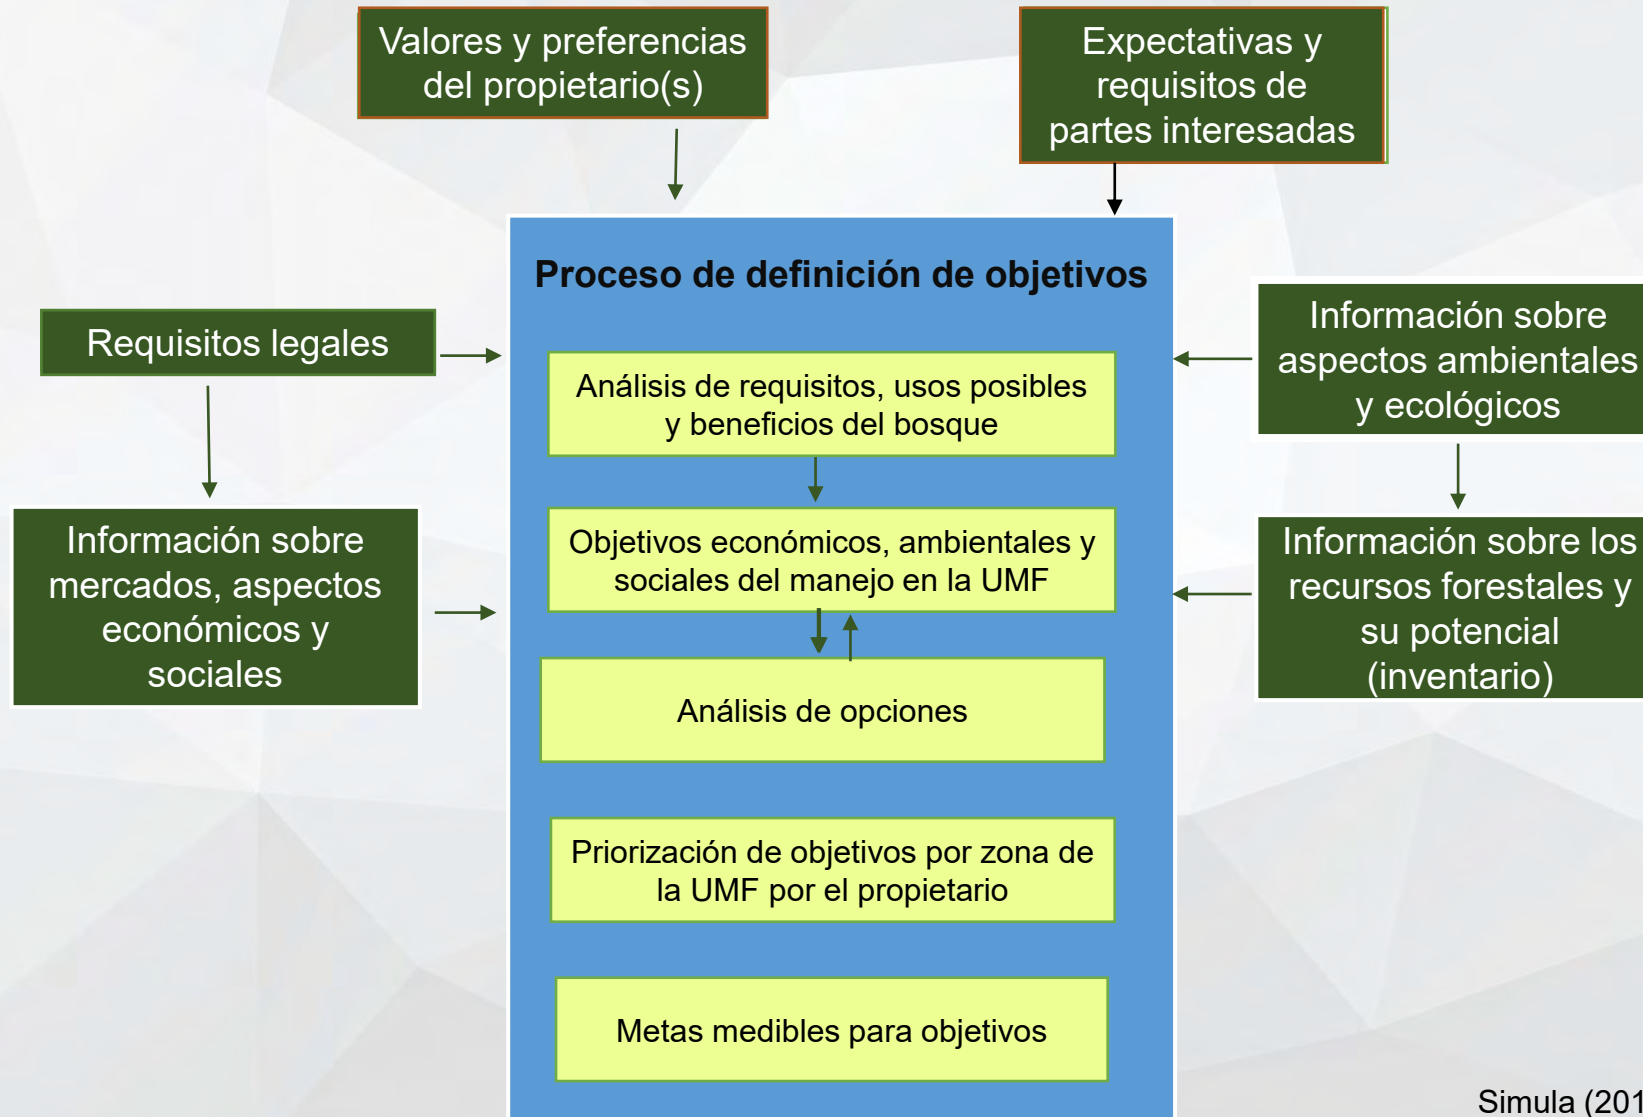 Valores y preferencias
del propietario(s)
Expectativas y
requisitos de
partes interesadas
Proceso de definición de objetivos
Requisitos legales
Información sobre
aspectos ambientales
y ecológicos
Análisis de requisitos, usos posibles
y beneficios del bosque
Información sobre
mercados, aspectos
económicos y
sociales
Objetivos económicos, ambientales y
sociales del manejo en la UMF
Información sobre los
recursos forestales y
su potencial
(inventario)
Análisis de opciones
Priorización de objetivos por zona de
la UMF por el propietario
Metas medibles para objetivos
Simula (201